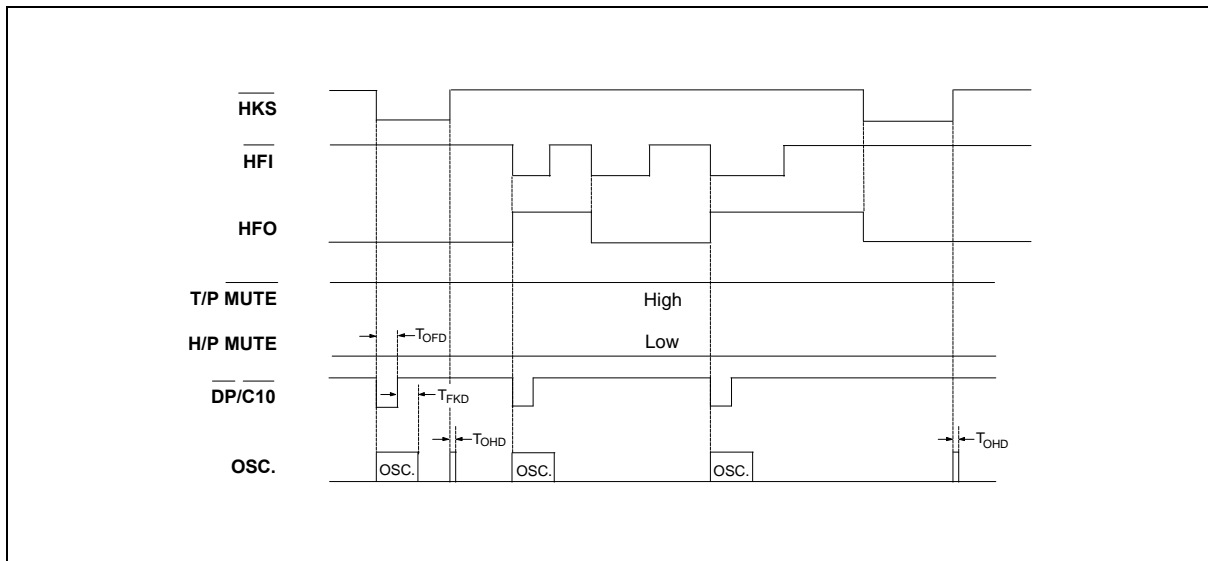 HKS
HFI
HFO
T/P MUTE
High
H/P MUTE
Low
TOFD
DP/C10
TFKD
TOHD
TOHD
OSC.
OSC.
OSC.
OSC.